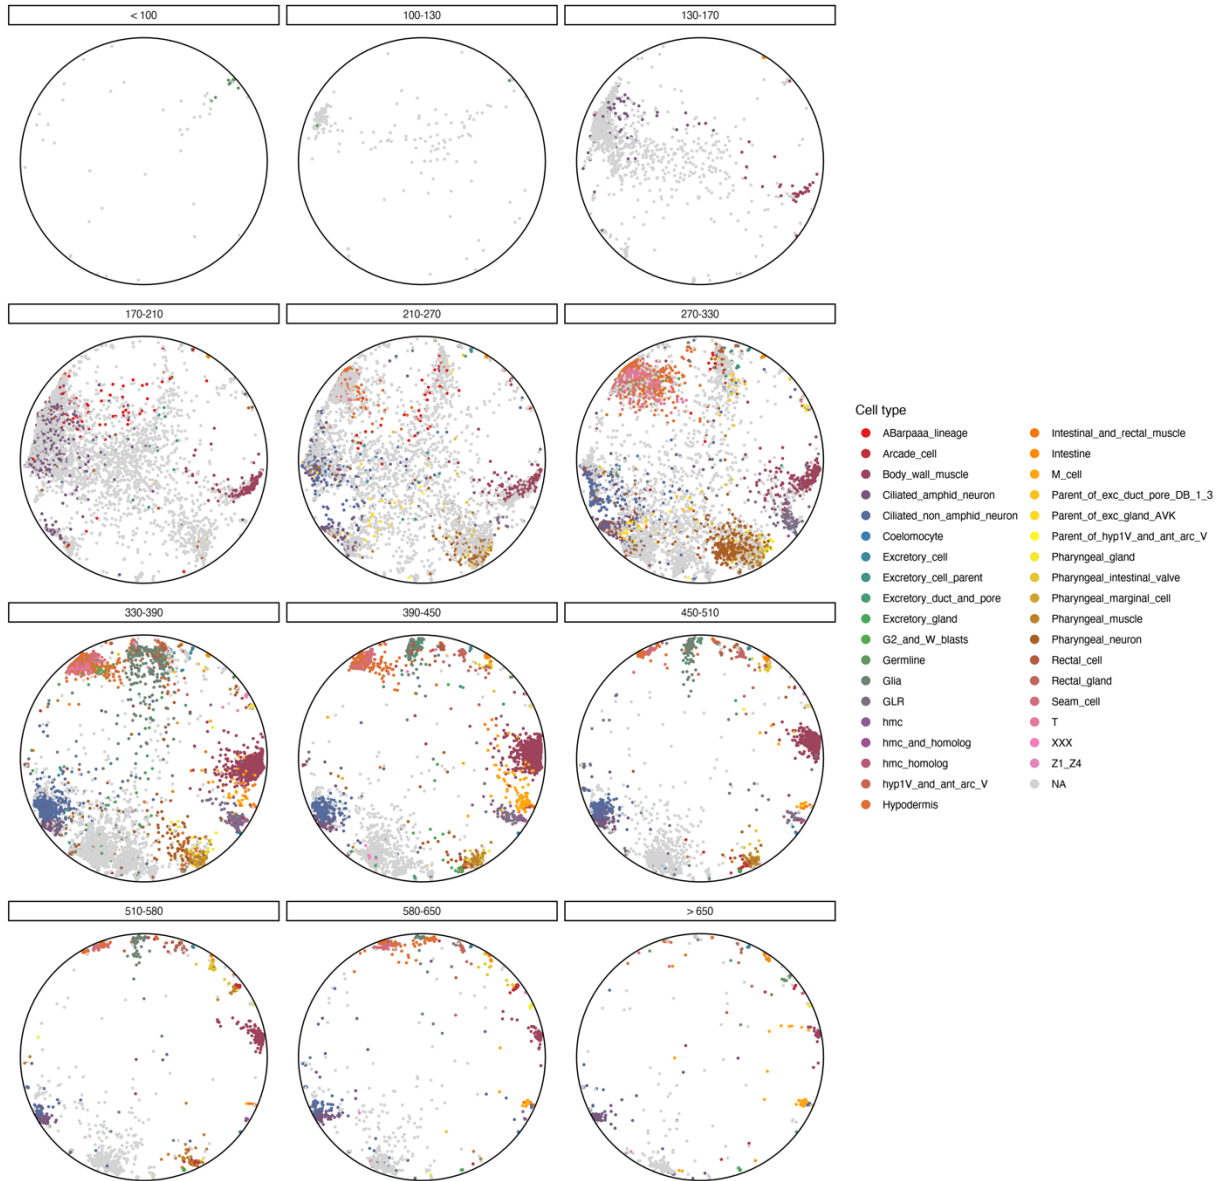 < 100
100-130
130-170
170-210
210-270
270-330
Cell type
ABarpaaa_lineage
Arcade_cell
Body_wall_muscle
Ciliated_amphid_neuron
Ciliated_non_amphid_neuron
Coelomocyte
Excretory_cell
Excretory_cell_parent
Excretory_duct_and_pore
Excretory_gland
G2_and_W_blasts
Germline
Glia
GLR
hmc
hmc_and_homolog
hmc_homolog
hyp1V_and_ant_arc_V
Hypodermis
Intestinal_and_rectal_muscle
Intestine
M_cell
Parent_of_exc_duct_pore_DB_1_3
Parent_of_exc_gland_AVK
Parent_of_hyp1V_and_ant_arc_V
Pharyngeal_gland
Pharyngeal_intestinal_valve
Pharyngeal_marginal_cell
Pharyngeal_muscle
Pharyngeal_neuron
Rectal_cell
Rectal_gland
Seam_cell
T
XXX
Z1_Z4
NA
330-390
390-450
450-510
510-580
580-650
> 650